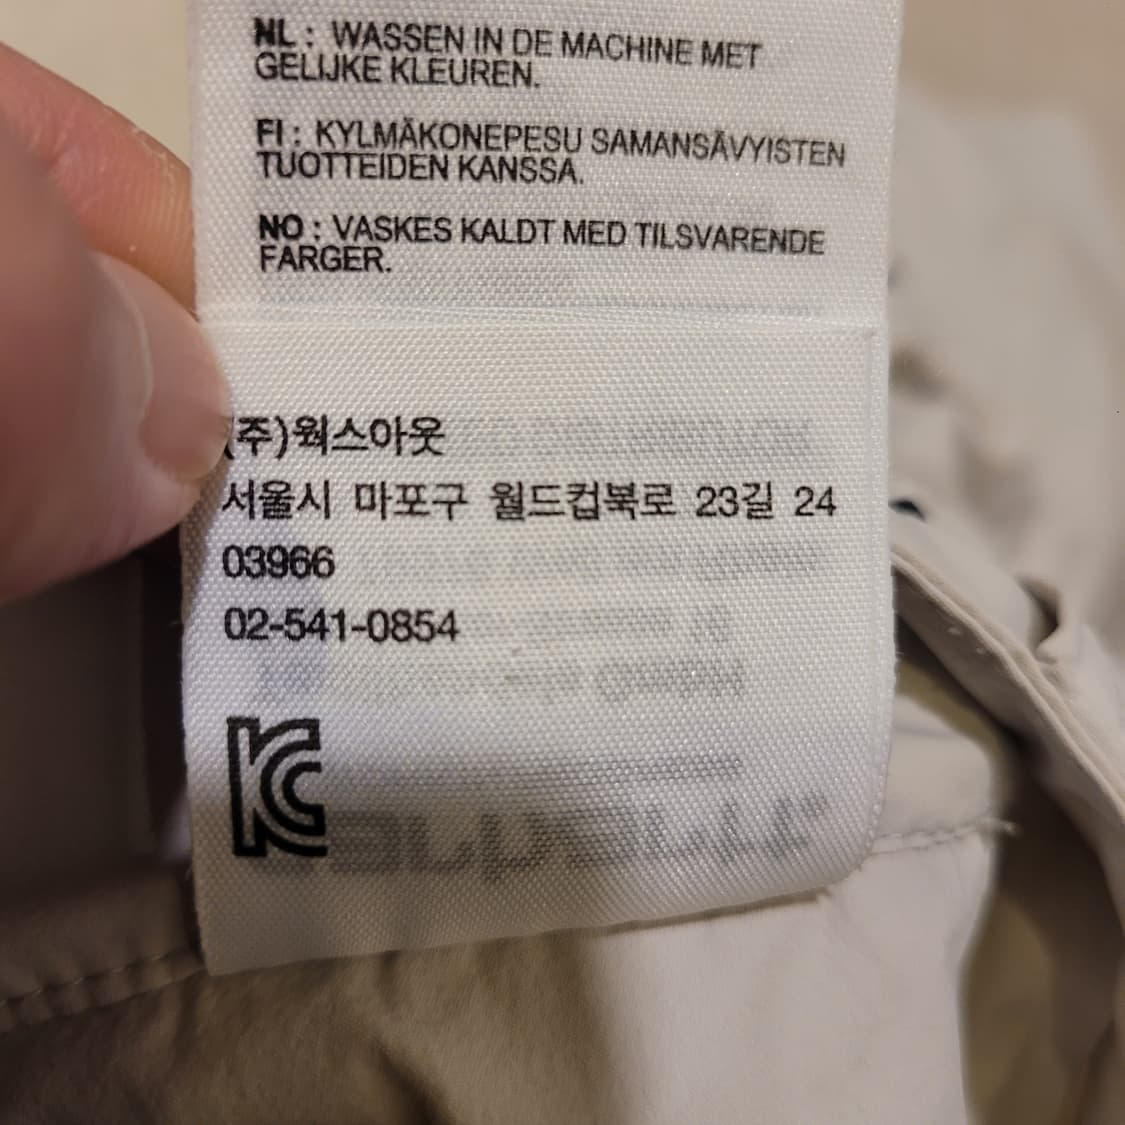 NL : WASSEN IN DE MACHINE MET
GELIJKE KLEUREN.
FI : KYLMÄKONEPESU SAMANSÄVYISTEN
TUOTTEIDEN KANSSA.
NO : VASKES KALDT MED TILSVARENDE
FARGER.
(주)웍스아웃
서울시 마포구 월드컵북로 23길 24
03966
02-541-0854
KC